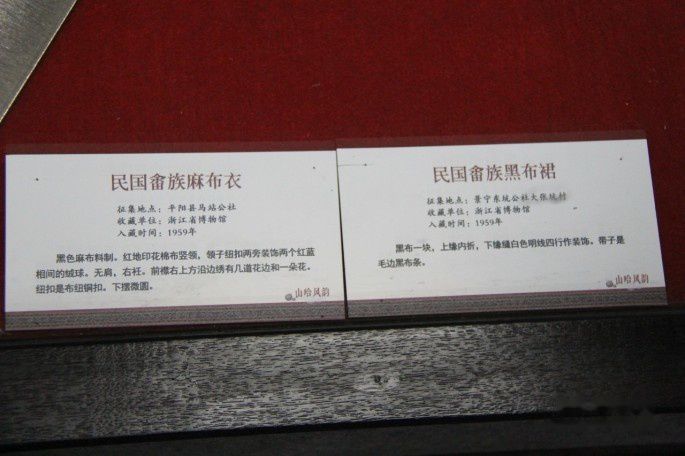 民国畲族麻布衣
征集地点：平阳县马站公社
收藏单位：浙江省博物馆
入藏时间：1959年
黑色麻布料制。红地印花棉布竖领，领子纽扣两旁装饰两个红蓝
相间的绒球。无肩，右衽。前襟右上方沿边绣有几道花边和一朵花。
纽扣是布纽铜扣。下摆微圆。
山哈风韵
民国畲族黑布裙
征集地点：景宁东坑公社大张坑村
收藏单位：浙江省博物馆
入藏时间：1959年
黑布一块，上缘内折，下缘缝白色明线四行作装饰。带子是
毛边黑布条。
山哈风韵